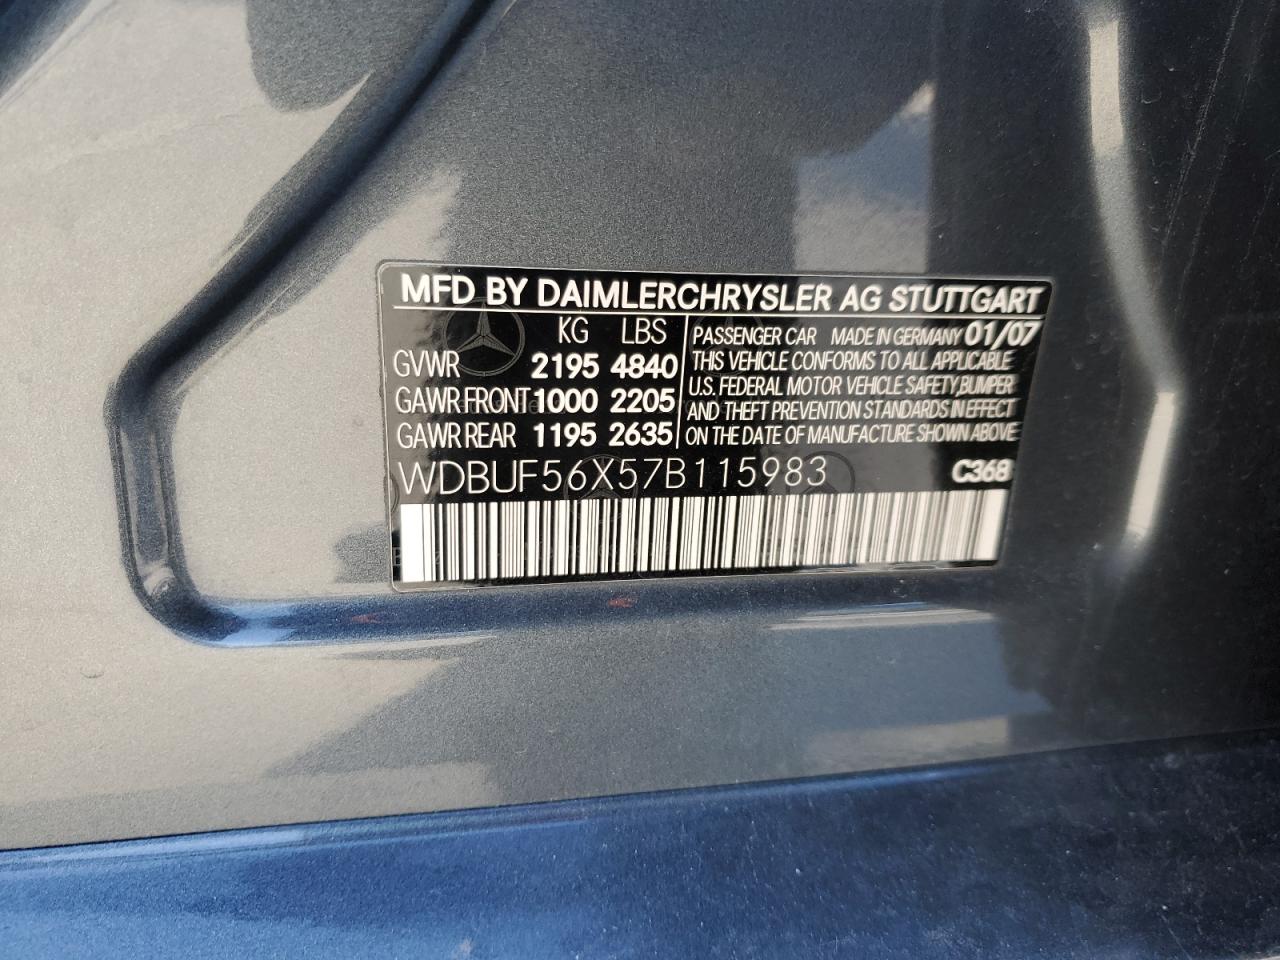 MFD BY DAIMLERCHRYSLER AG STUTTGART
KG LBS
GVWR 2195 4840
GAWR FRONT 1000 2205
GAWR REAR 1195 2635
PASSENGER CAR MADE IN GERMANY 01/07
THIS VEHICLE CONFORMS TO ALL APPLICABLE
U.S. FEDERAL MOTOR VEHICLE SAFETY, BUMPER
AND THEFT PREVENTION STANDARDS IN EFFECT
ON THE DATE OF MANUFACTURE SHOWN ABOVE
WDBUF56X57B115983 C368